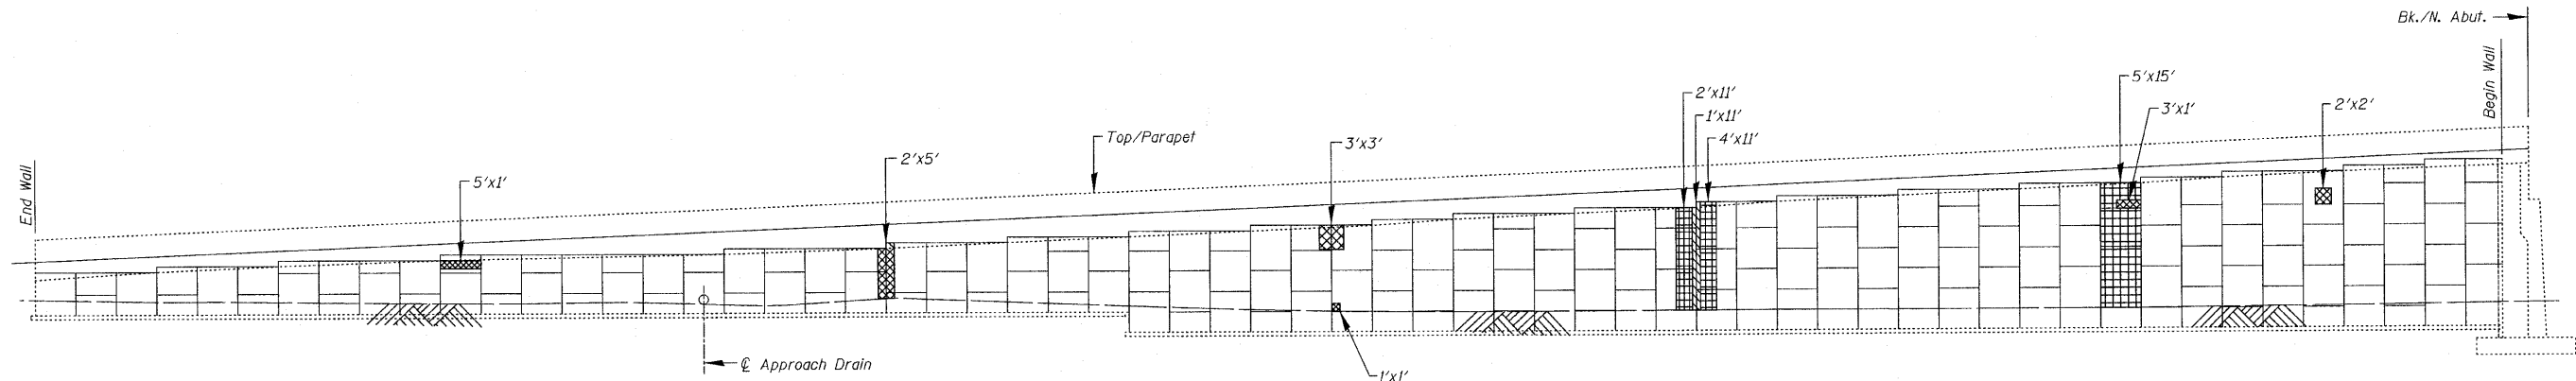 Bk./N. Abut.
Begin Wall
5'x15'
3'x1'
2'x2'
2'x11'
1'x11'
4'x11'
Top/Parapet
3'x3'
2'x5'
End Wall
5'x1'
℄ Approach Drain
1'x1'